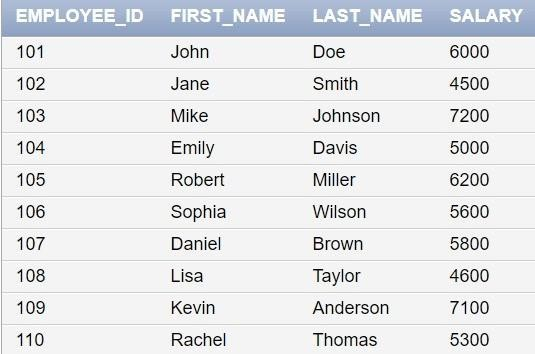 EMPLOYEE_ID FIRST_NAME LAST_NAME SALARY
101 John Doe 6000
102 Jane Smith 4500
103 Mike Johnson 7200
104 Emily Davis 5000
105 Robert Miller 6200
106 Sophia Wilson 5600
107 Daniel Brown 5800
108 Lisa Taylor 4600
109 Kevin Anderson 7100
110 Rachel Thomas 5300